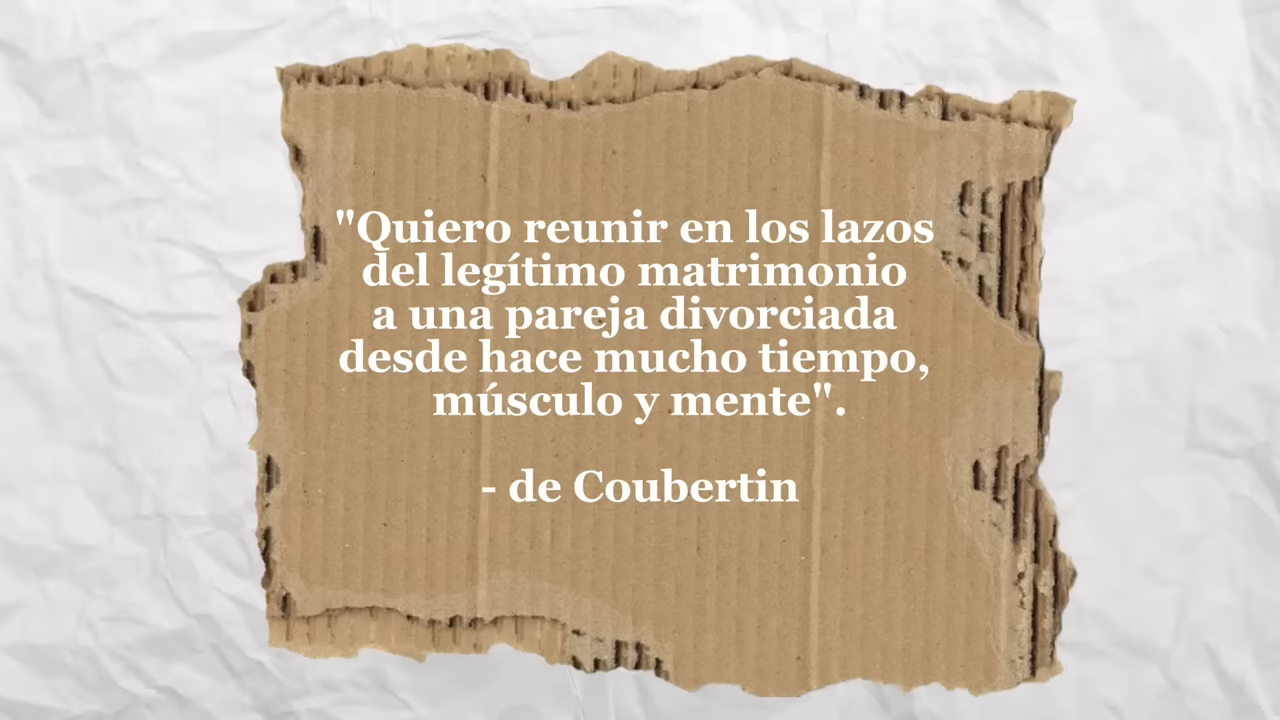 "Quiero reunir en los lazos
del legítimo matrimonio
a una pareja divorciada
desde hace mucho tiempo,
músculo y mente".
- de Coubertin